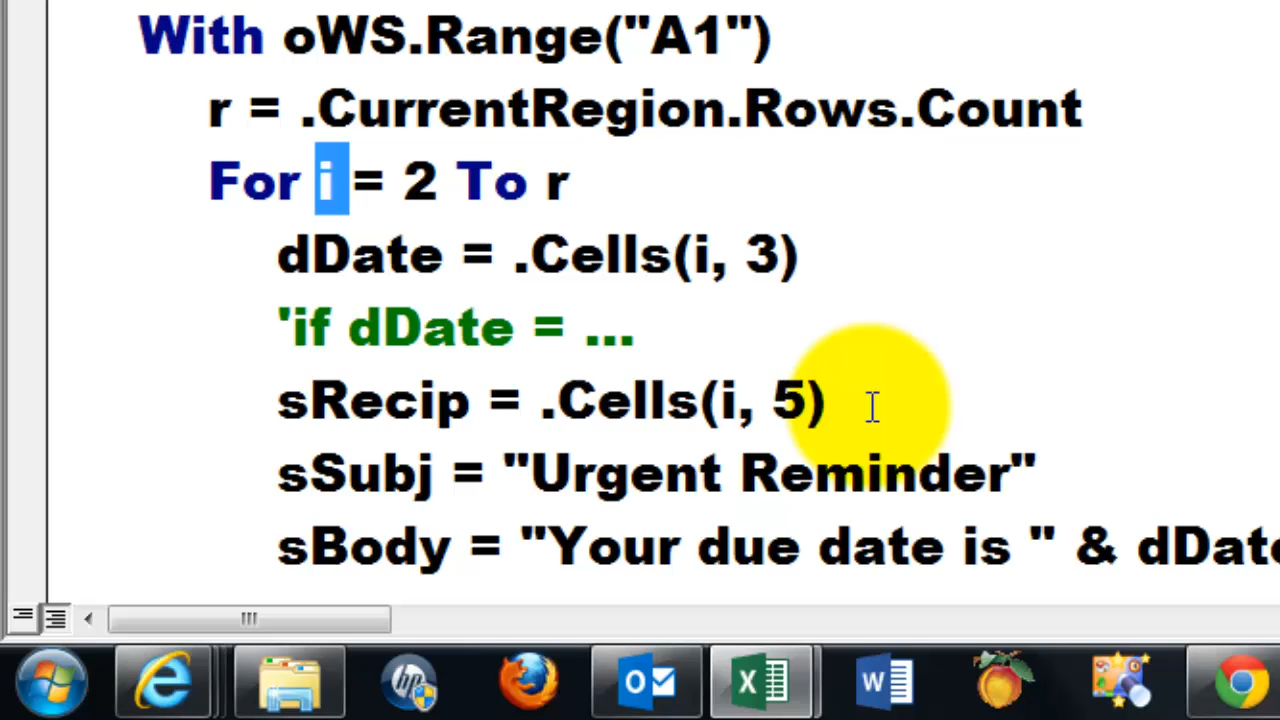 With oWS.Range("A1")
r = .CurrentRegion.Rows.Count
For i = 2 To r
dDate = .Cells(i, 3)
'if dDate = ...
sRecip = .Cells(i, 5)
sSubj = "Urgent Reminder"
sBody = "Your due date is " & dDate